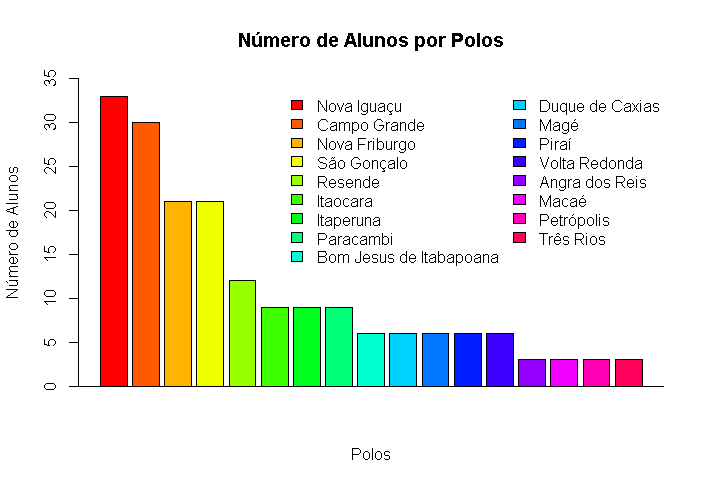 Número de Alunos por Polos
Número de Alunos
35
30
25
20
15
10
5
0
Nova Iguaçu
Campo Grande
Nova Friburgo
São Gonçalo
Resende
Itaocara
Itaperuna
Paracambi
Bom Jesus de Itabapoana
Duque de Caxias
Magé
Piraí
Volta Redonda
Angra dos Reis
Macaé
Petrópolis
Três Rios
Polos